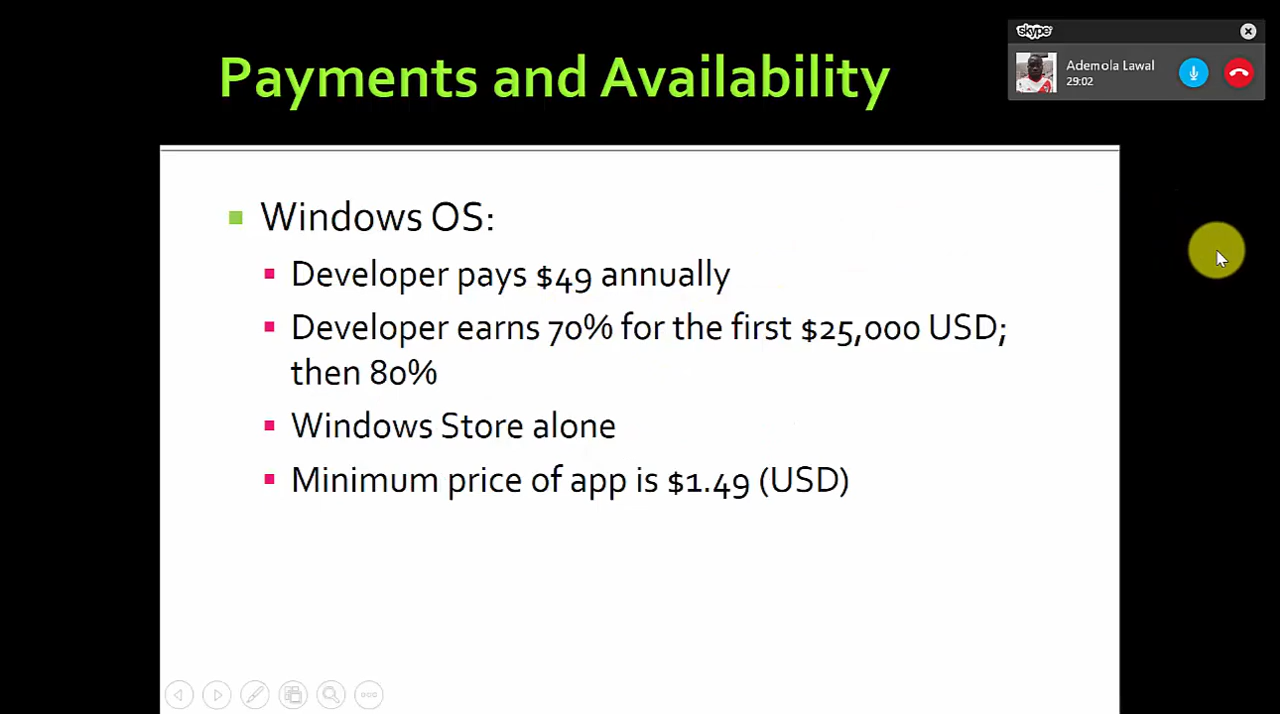 Payments and Availability
skype
Ademola Lawal
29:02
Windows OS:
Developer pays $49 annually
Developer earns 70% for the first $25,000 USD;
then 80%
Windows Store alone
Minimum price of app is $1.49 (USD)